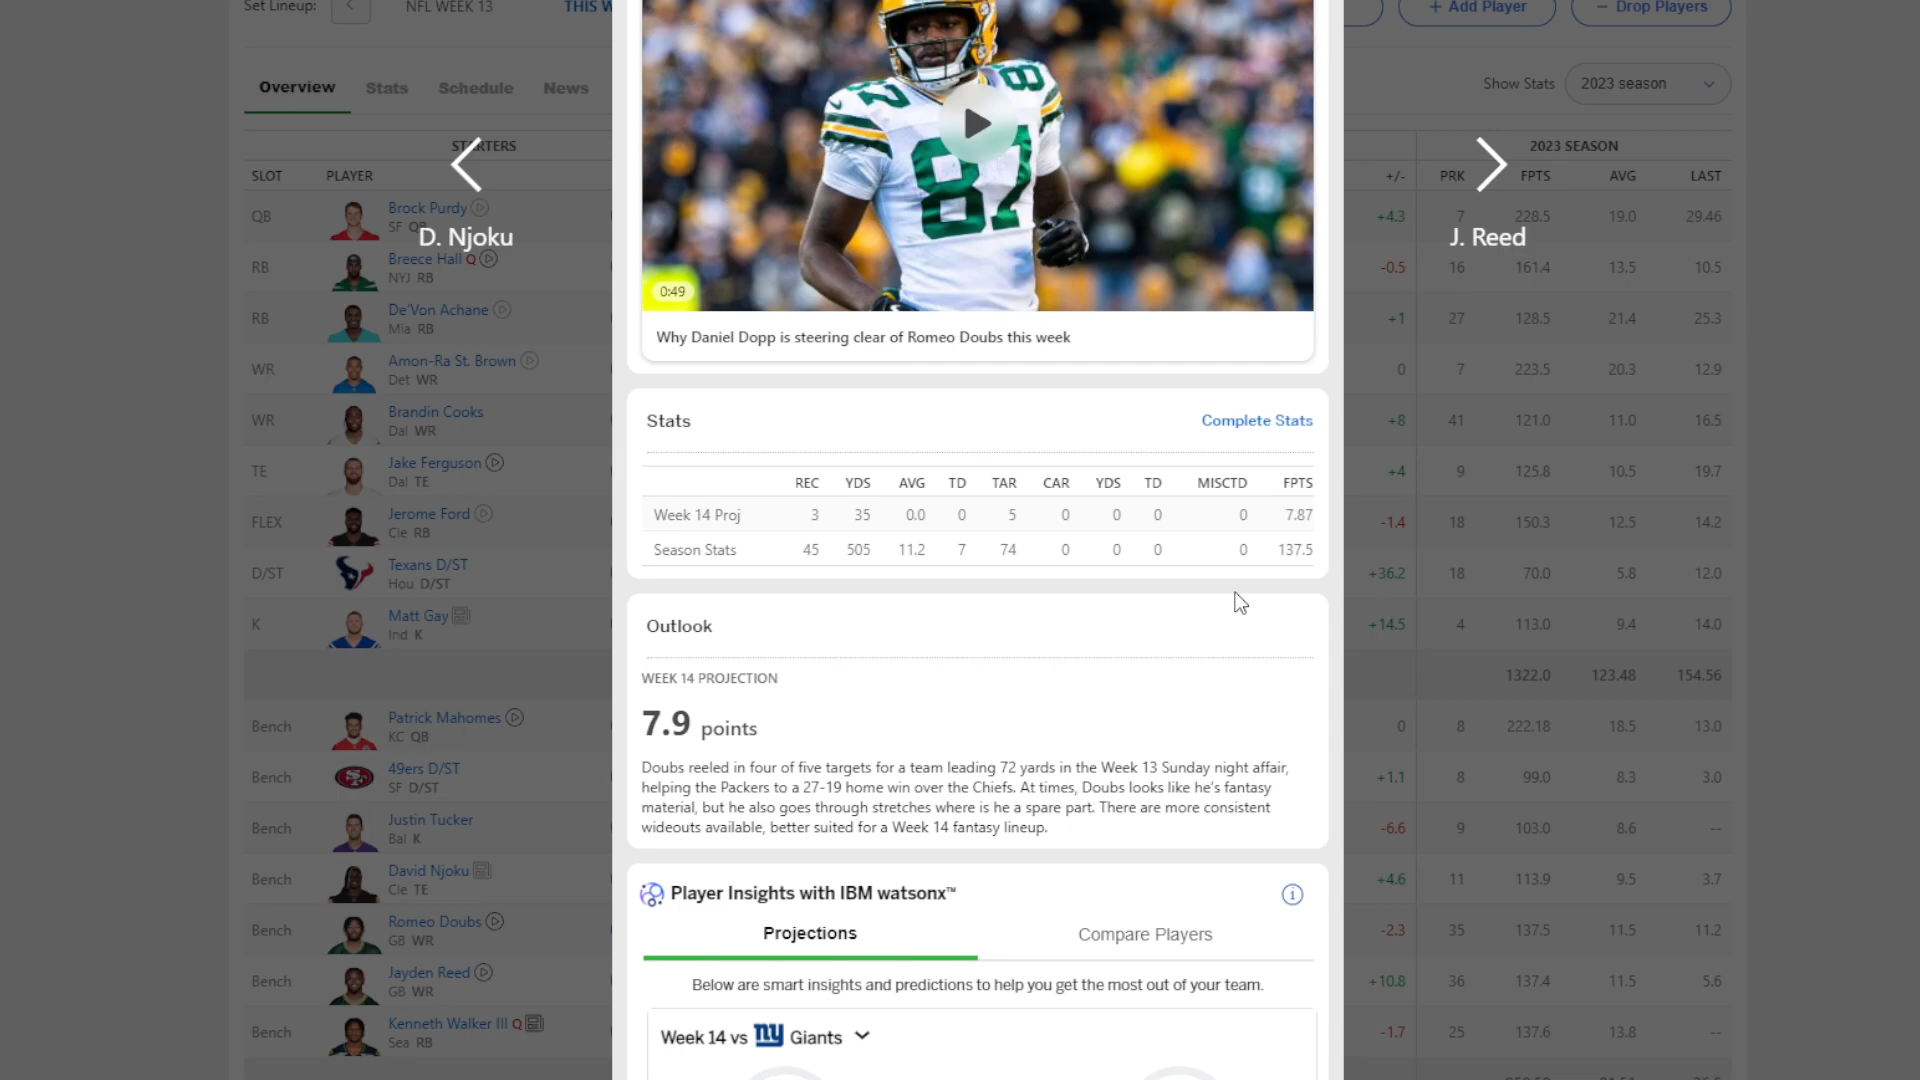 Set Lineup:
NFL WEEK 13
THIS W
+ Add Player
− Drop Players
Overview
Stats
Schedule
News
Show Stats
2023 season
STARTERS
2023 SEASON
SLOT PLAYER
+/- PRK FPTS AVG LAST
QB Brock Purdy
SF QB
+4.3 7 228.5 19.0 29.46
D. Njoku
J. Reed
RB Breece Hall Q
NYJ RB
-0.5 16 161.4 13.5 10.5
RB De'Von Achane
Mia RB
+1 27 128.5 21.4 25.3
WR Amon-Ra St. Brown
Det WR
0 7 223.5 20.3 12.9
WR Brandin Cooks
Dal WR
+8 41 121.0 11.0 16.5
TE Jake Ferguson
Dal TE
+4 9 125.8 10.5 19.7
FLEX Jerome Ford
Cle RB
-1.4 18 150.3 12.5 14.2
D/ST Texans D/ST
Hou D/ST
+36.2 18 70.0 5.8 12.0
K Matt Gay
Ind K
+14.5 4 113.0 9.4 14.0
1322.0 123.48 154.56
Bench Patrick Mahomes
KC QB
0 8 222.18 18.5 13.0
Bench 49ers D/ST
SF D/ST
+1.1 8 99.0 8.3 3.0
Bench Justin Tucker
Bal K
-6.6 9 103.0 8.6 --
Bench David Njoku
Cle TE
+4.6 11 113.9 9.5 3.7
Bench Romeo Doubs
GB WR
-2.3 35 137.5 11.5 11.2
Bench Jayden Reed
GB WR
+10.8 36 137.4 11.5 5.6
Bench Kenneth Walker III Q
Sea RB
-1.7 25 137.6 13.8 --
87
87
0:49
Why Daniel Dopp is steering clear of Romeo Doubs this week
Stats
Complete Stats
REC YDS AVG TD TAR CAR YDS TD MISCTD FPTS
Week 14 Proj 3 35 0.0 0 5 0 0 0 0 7.87
Season Stats 45 505 11.2 7 74 0 0 0 0 137.5
Outlook
WEEK 14 PROJECTION
7.9 points
Doubs reeled in four of five targets for a team leading 72 yards in the Week 13 Sunday night affair,
helping the Packers to a 27-19 home win over the Chiefs. At times, Doubs looks like he's fantasy
material, but he also goes through stretches where is he a spare part. There are more consistent
wideouts available, better suited for a Week 14 fantasy lineup.
Player Insights with IBM watsonx™
Projections
Compare Players
Below are smart insights and predictions to help you get the most out of your team.
Week 14 vs ny Giants